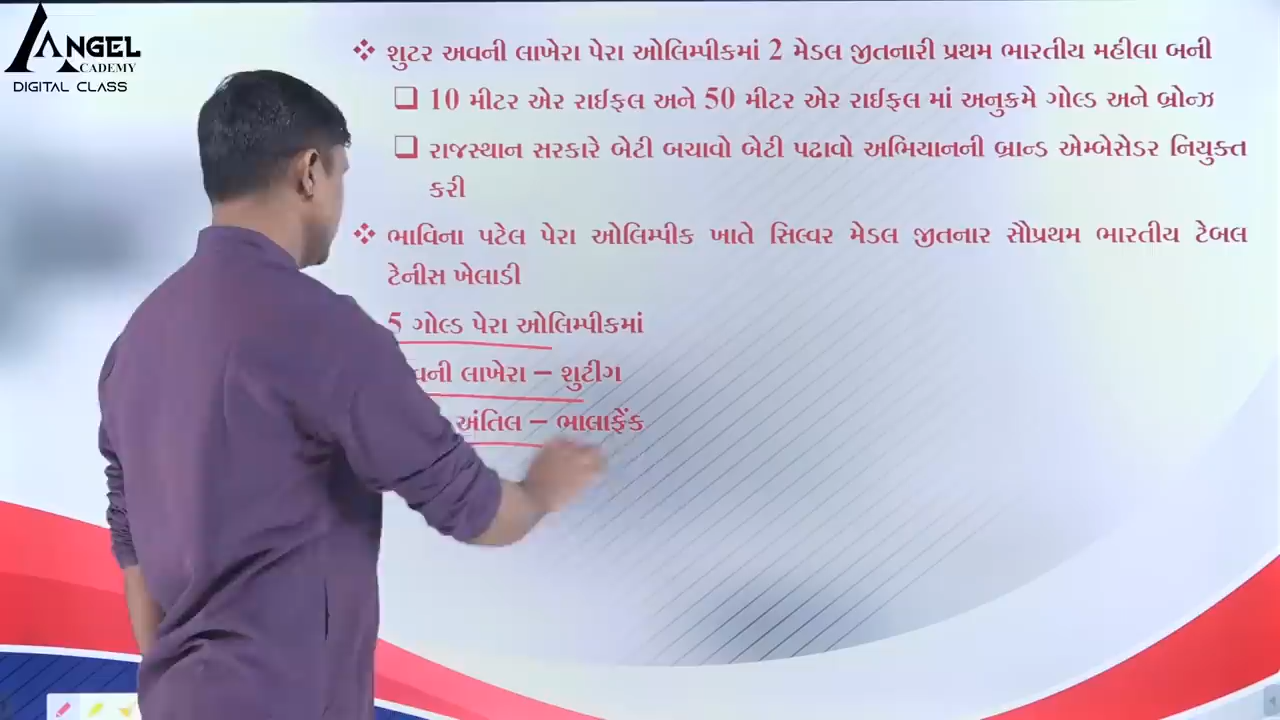 ANGEL
ACADEMY
DIGITAL CLASS
❖ શુટર અવની લાખેરા પેરા ઓલિમ્પીકમાં 2 મેડલ જીતનારી પ્રથમ ભારતીય મહીલા બની
❑ 10 મીટર એર રાઈફલ અને 50 મીટર એર રાઈફલ માં અનુક્રમે ગોલ્ડ અને બ્રોન્ઝ
❑ રાજસ્થાન સરકારે બેટી બચાવો બેટી પઢાવો અભિયાનની બ્રાન્ડ એમ્બેસેડર નિયુક્ત
કરી
❖ ભાવિના પટેલ પેરા ઓલિમ્પીક ખાતે સિલ્વર મેડલ જીતનાર સૌપ્રથમ ભારતીય ટેબલ
ટેનીસ ખેલાડી
5 ગોલ્ડ પેરા ઓલિમ્પીકમાં
લાખેરા – શુટીગ
અંતિલ – ભાલાફેંક